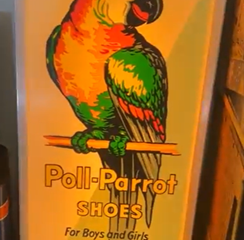 Poll-Parrot
SHOES
For Boys and Girls